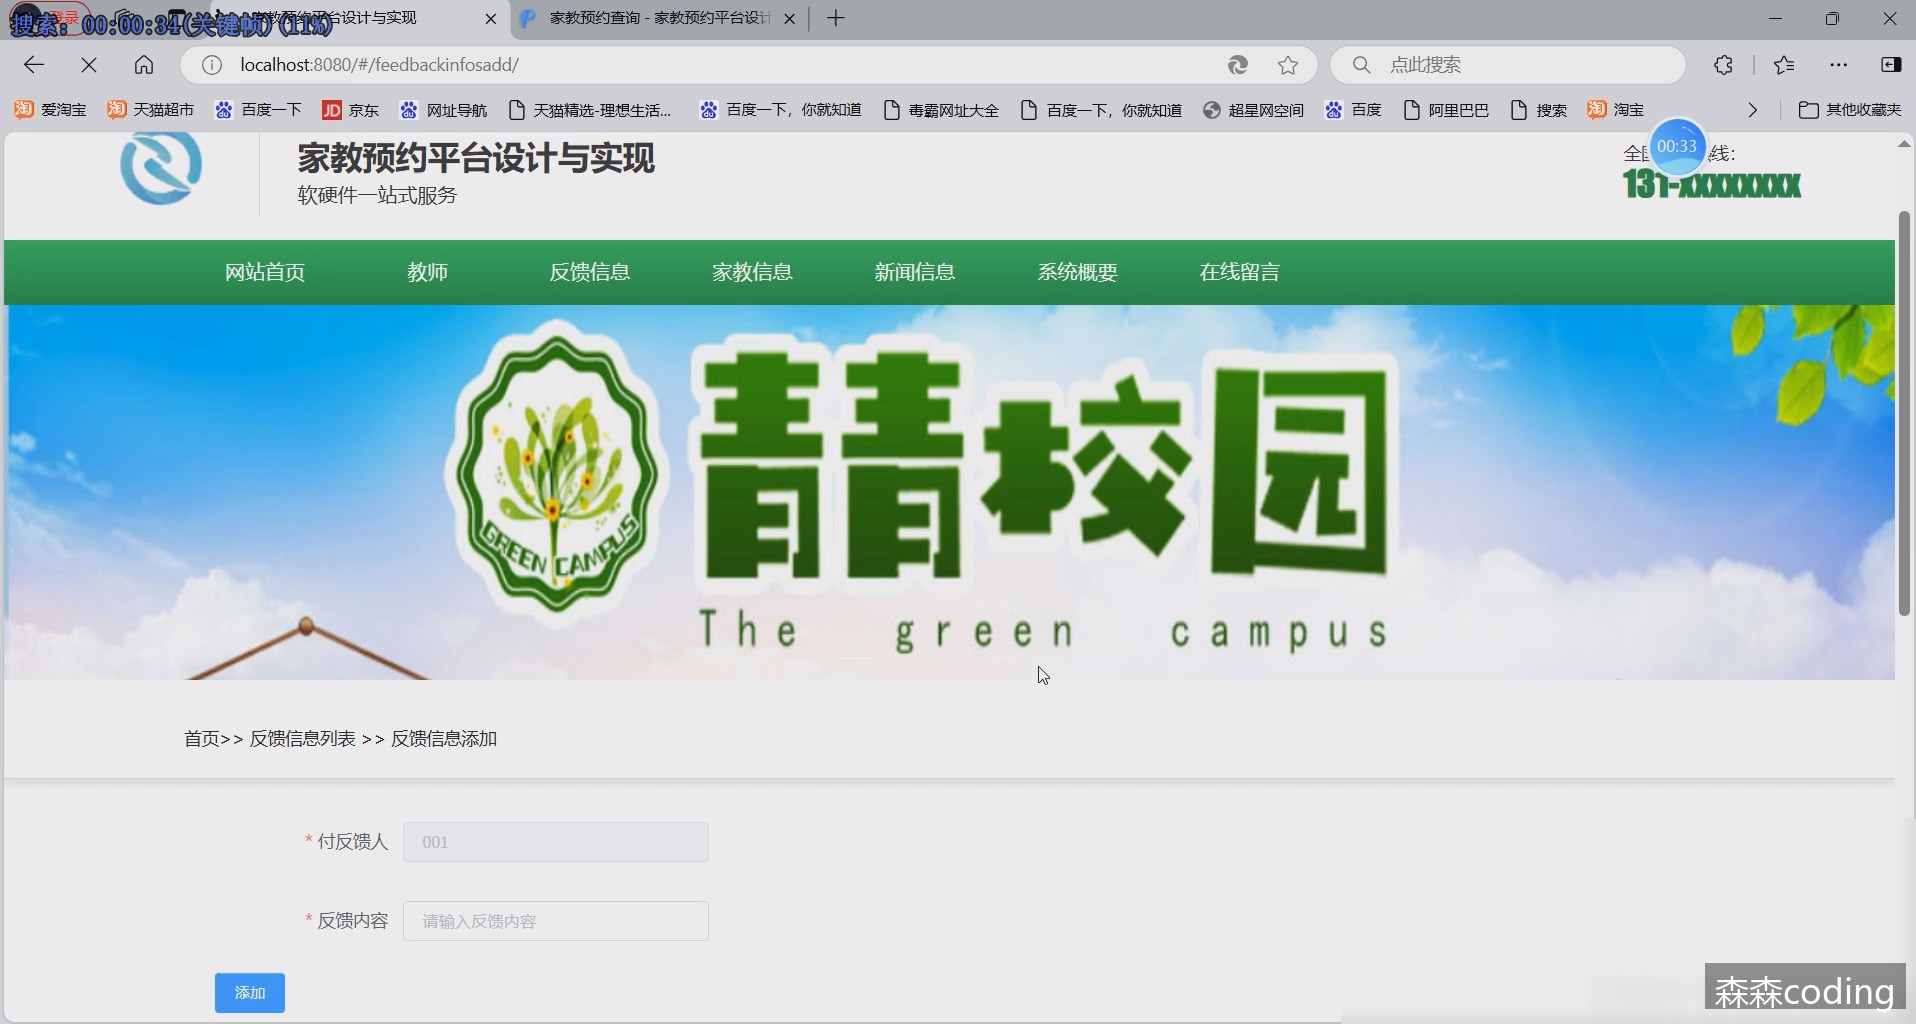 搜索: 00:00:34(关键帧)(11%)
登录
家教预约平台设计与实现
家教预约查询 - 家教预约平台设计
localhost:8080/#/feedbackinfosadd/
点此搜索
爱淘宝
天猫超市
百度一下
京东
网址导航
天猫精选-理想生活...
百度一下，你就知道
毒霸网址大全
百度一下，你就知道
超星网空间
百度
阿里巴巴
搜索
淘宝
其他收藏夹
家教预约平台设计与实现
软硬件一站式服务
全国
线:
00:33
131-xxxxxxxx
网站首页
教师
反馈信息
家教信息
新闻信息
系统概要
在线留言
GREEN CAMPUS
青青校园
The green campus
首页>> 反馈信息列表 >> 反馈信息添加
* 付反馈人
001
* 反馈内容
请输入反馈内容
添加
森森coding